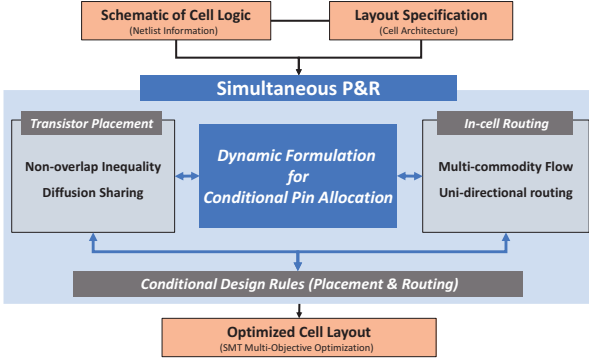 Schematic of Cell Logic
(Netlist Information)
Layout Specification
(Cell Architecture)
Simultaneous P&R
Transistor Placement
Non-overlap Inequality
Diffusion Sharing
Dynamic Formulation
for
Conditional Pin Allocation
In-cell Routing
Multi-commodity Flow
Uni-directional routing
Conditional Design Rules (Placement & Routing)
Optimized Cell Layout
(SMT Multi-Objective Optimization)